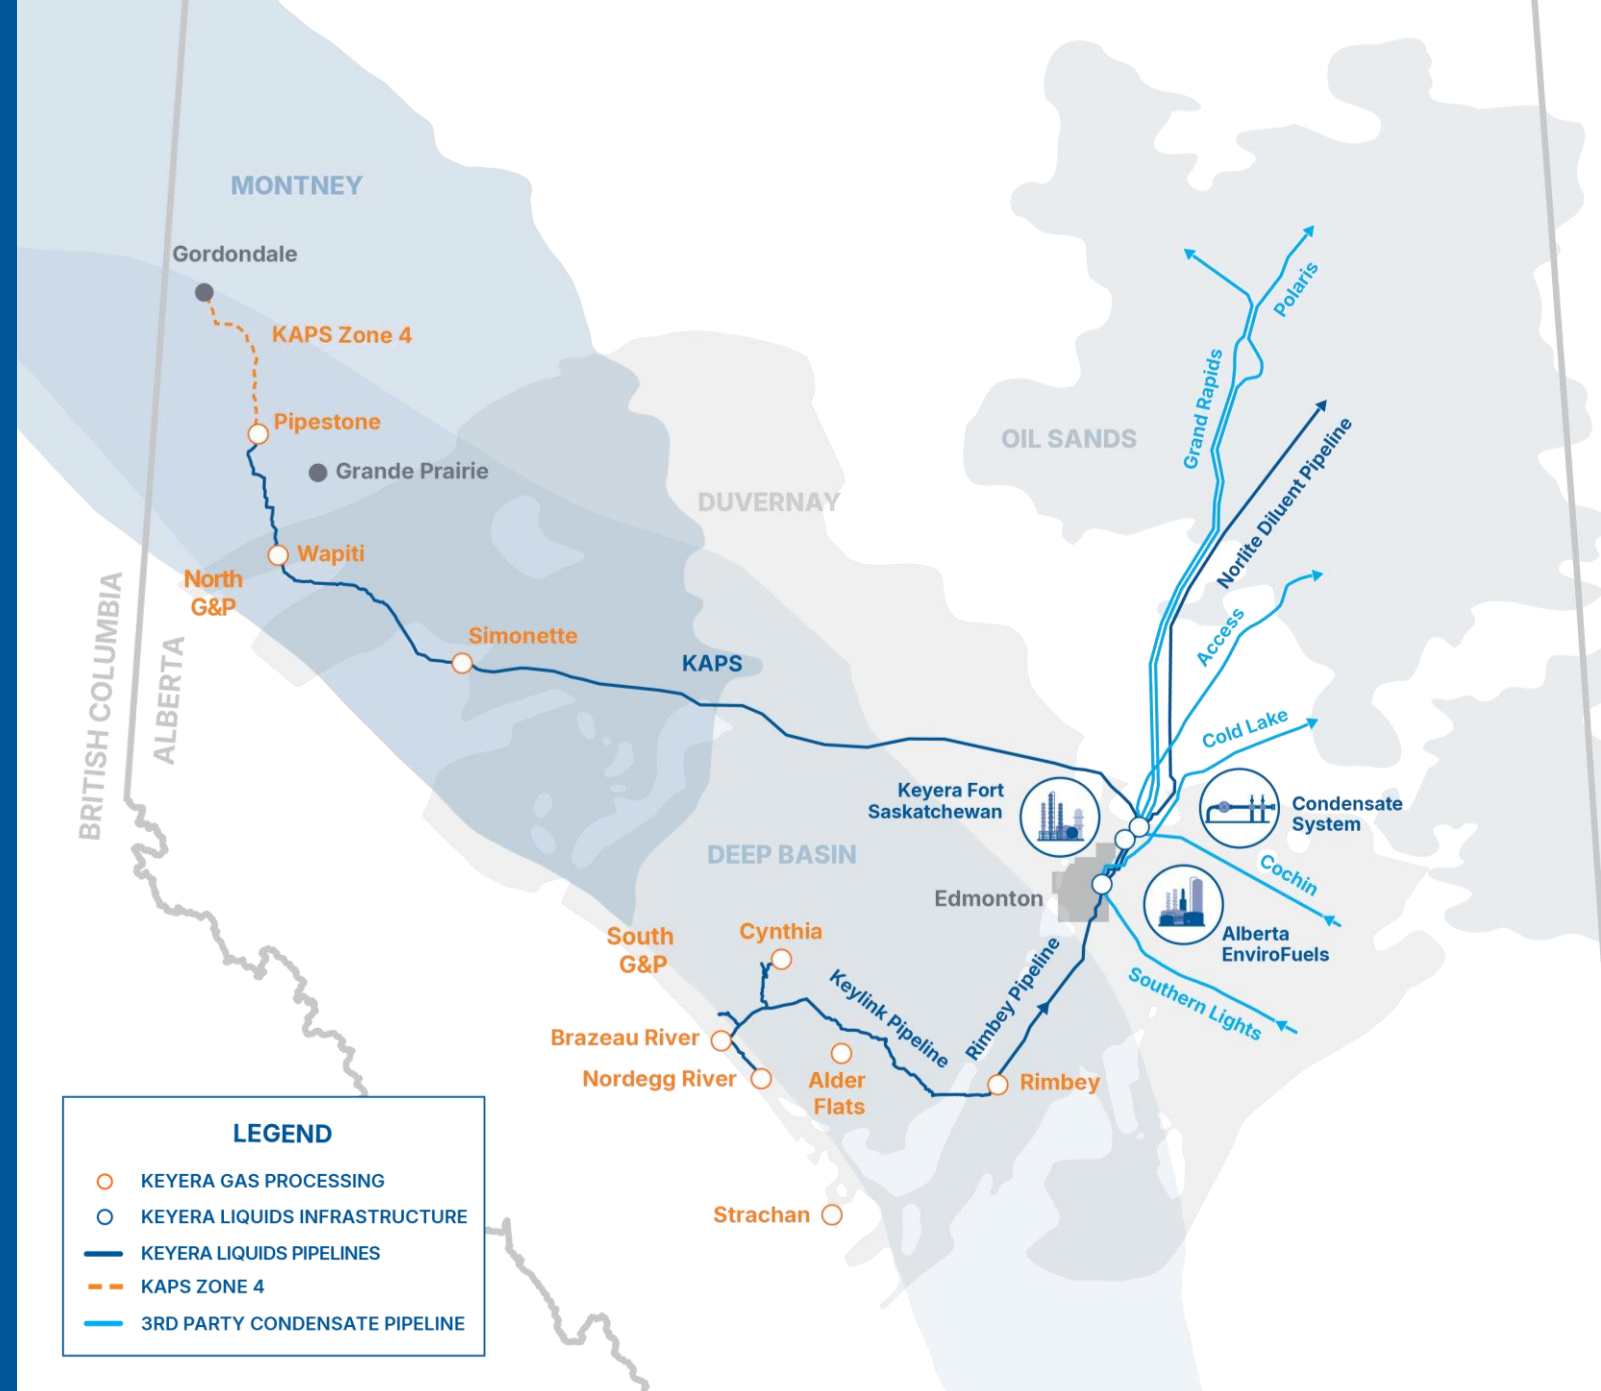 MONTNEY
Gordondale
KAPS Zone 4
Pipestone
Grande Prairie
Wapiti
North
G&P
Simonette
KAPS
DUVERNAY
OIL SANDS
Polaris
Grand Rapids
Norlite Diluent Pipeline
Access
Cold Lake
BRITISH COLUMBIA
ALBERTA
Keyera Fort
Saskatchewan
Condensate
System
DEEP BASIN
Cochin
Edmonton
Alberta
EnviroFuels
South
G&P
Cynthia
Keylink Pipeline
Rimbey Pipeline
Southern Lights
Brazeau River
Nordegg River
Alder
Flats
Rimbey
Strachan
LEGEND
KEYERA GAS PROCESSING
KEYERA LIQUIDS INFRASTRUCTURE
KEYERA LIQUIDS PIPELINES
KAPS ZONE 4
3RD PARTY CONDENSATE PIPELINE